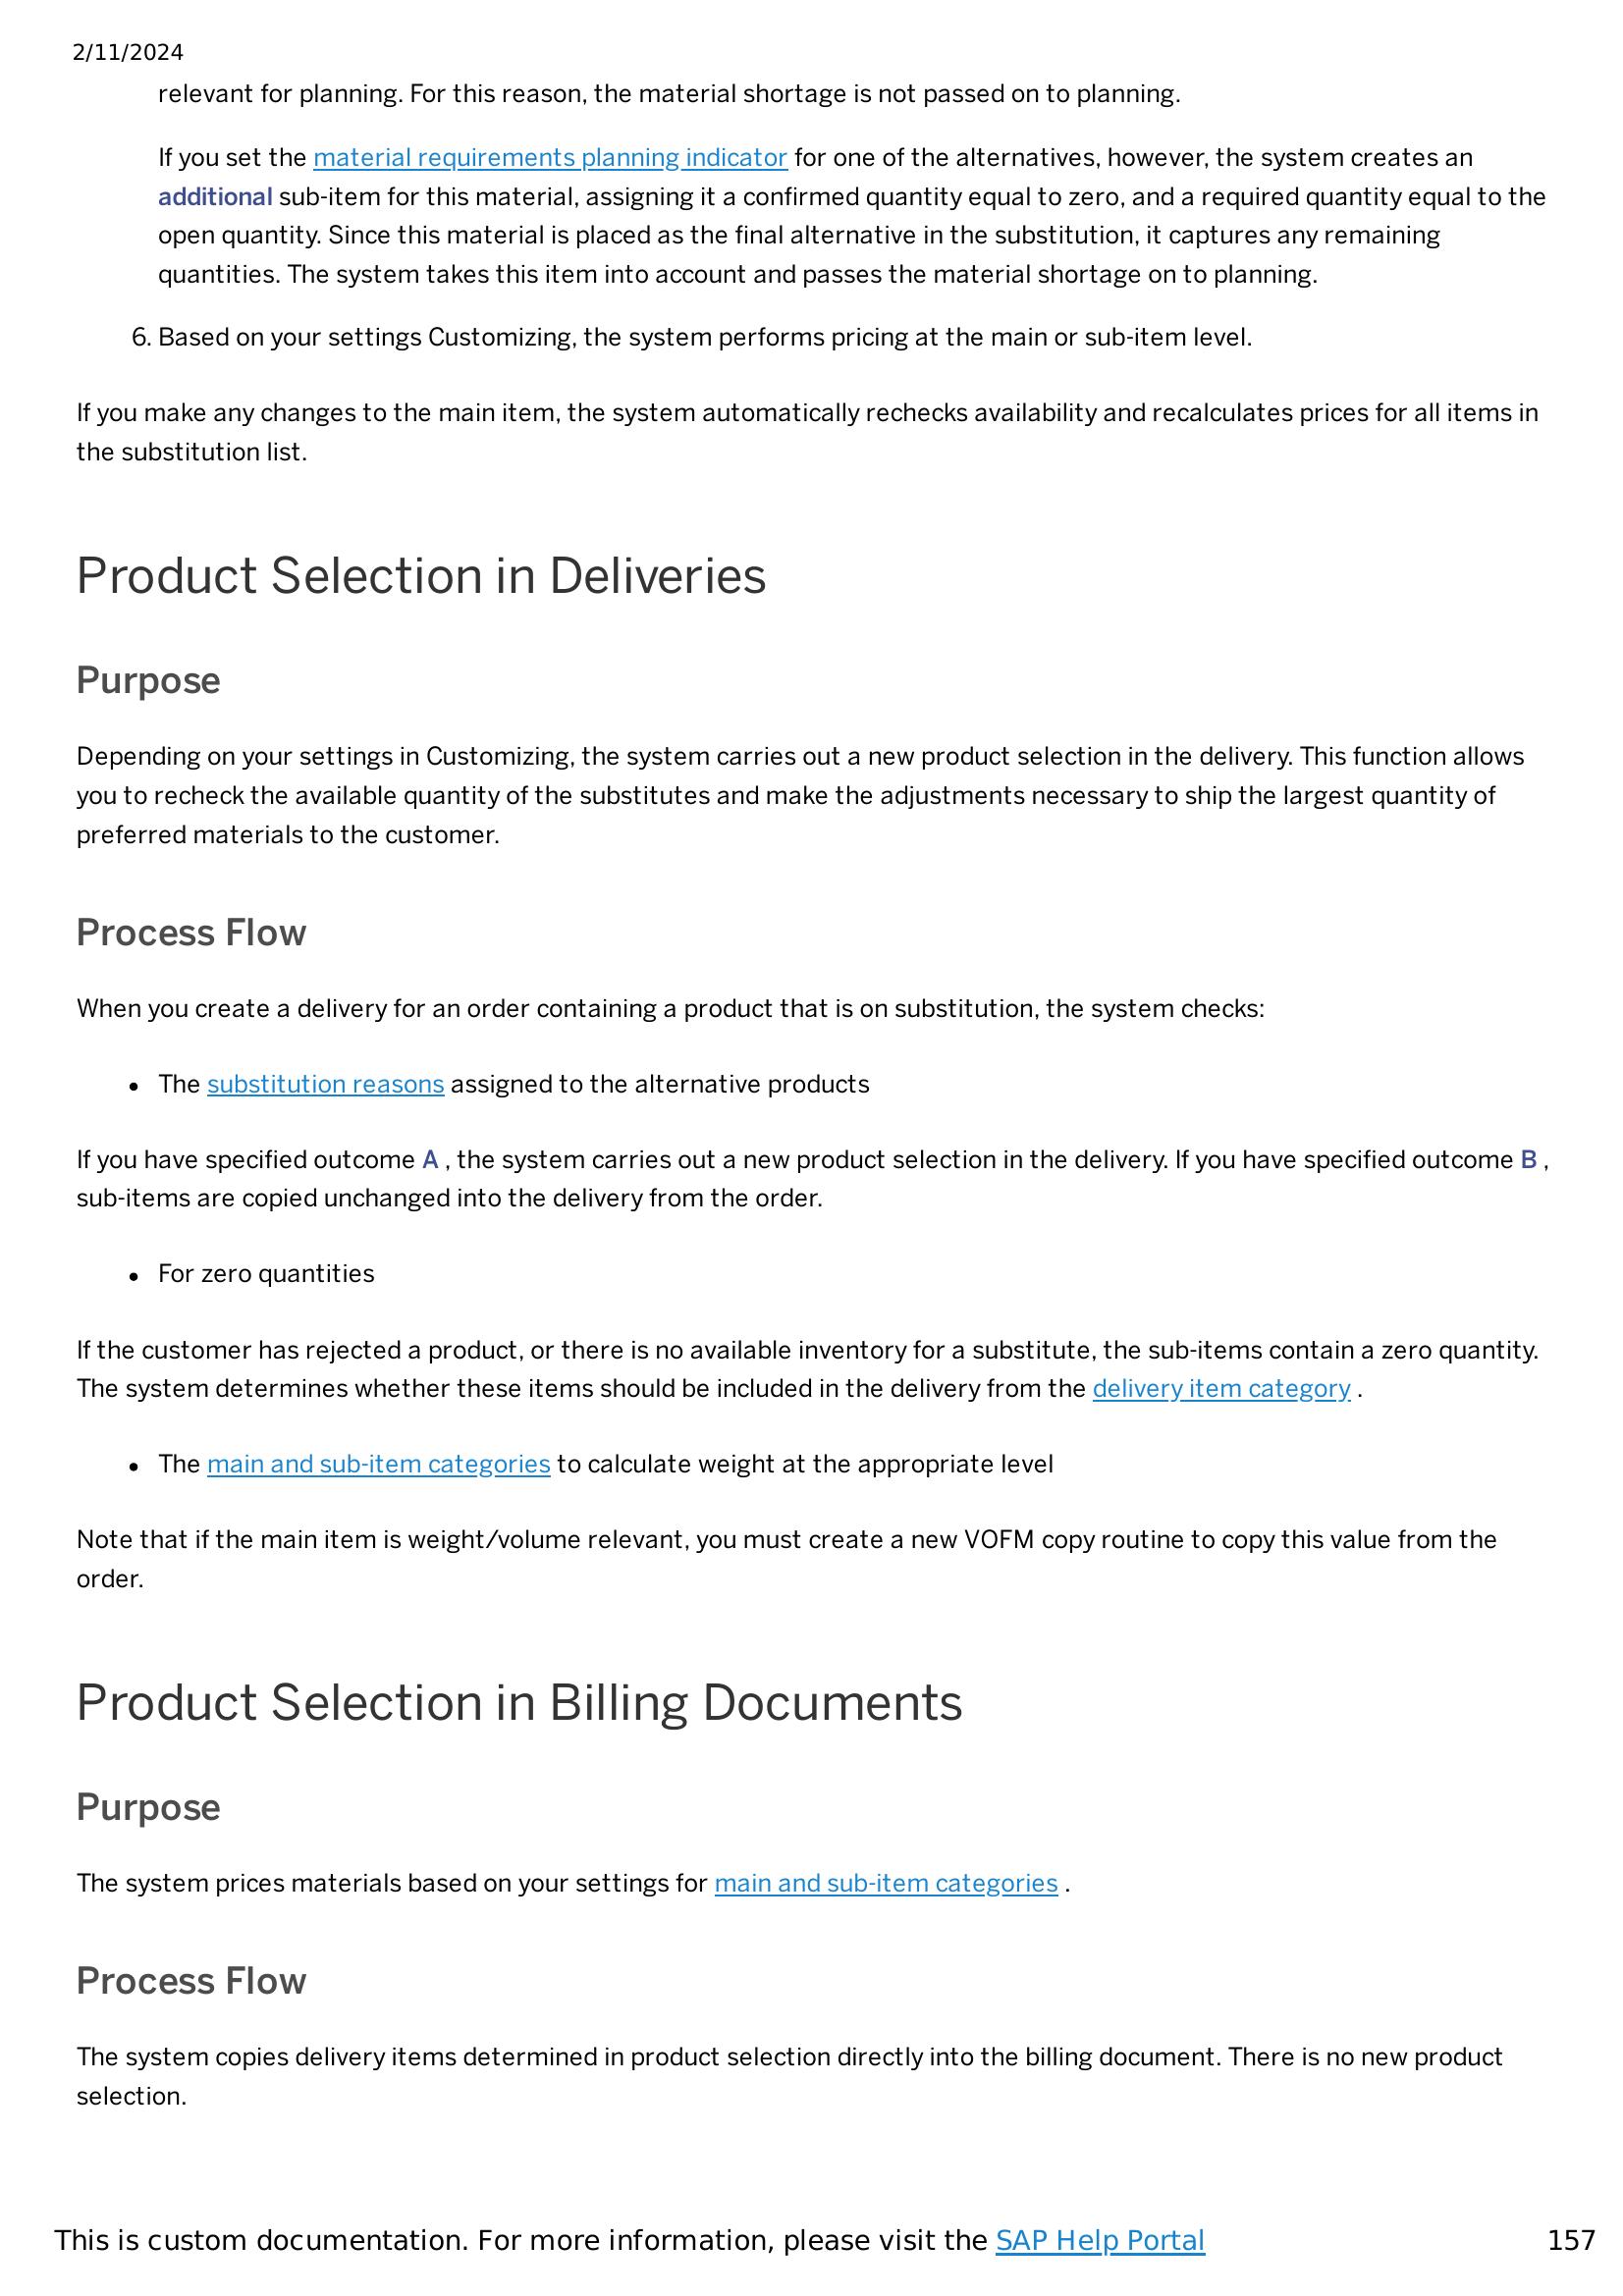 2/11/2024
relevant for planning. For this reason, the material shortage is not passed on to planning.
If you set the material requirements planning indicator for one of the alternatives, however, the system creates an
additional sub-item for this material, assigning it a confirmed quantity equal to zero, and a required quantity equal to the
open quantity. Since this material is placed as the final alternative in the substitution, it captures any remaining
quantities. The system takes this item into account and passes the material shortage on to planning.
6. Based on your settings Customizing, the system performs pricing at the main or sub-item level.
If you make any changes to the main item, the system automatically rechecks availability and recalculates prices for all items in
the substitution list.
Product Selection in Deliveries
Purpose
Depending on your settings in Customizing, the system carries out a new product selection in the delivery. This function allows
you to recheck the available quantity of the substitutes and make the adjustments necessary to ship the largest quantity of
preferred materials to the customer.
Process Flow
When you create a delivery for an order containing a product that is on substitution, the system checks:
• The substitution reasons assigned to the alternative products
If you have specified outcome A , the system carries out a new product selection in the delivery. If you have specified outcome B ,
sub-items are copied unchanged into the delivery from the order.
• For zero quantities
If the customer has rejected a product, or there is no available inventory for a substitute, the sub-items contain a zero quantity.
The system determines whether these items should be included in the delivery from the delivery item category .
• The main and sub-item categories to calculate weight at the appropriate level
Note that if the main item is weight/volume relevant, you must create a new VOFM copy routine to copy this value from the
order.
Product Selection in Billing Documents
Purpose
The system prices materials based on your settings for main and sub-item categories .
Process Flow
The system copies delivery items determined in product selection directly into the billing document. There is no new product
selection.
This is custom documentation. For more information, please visit the SAP Help Portal 157